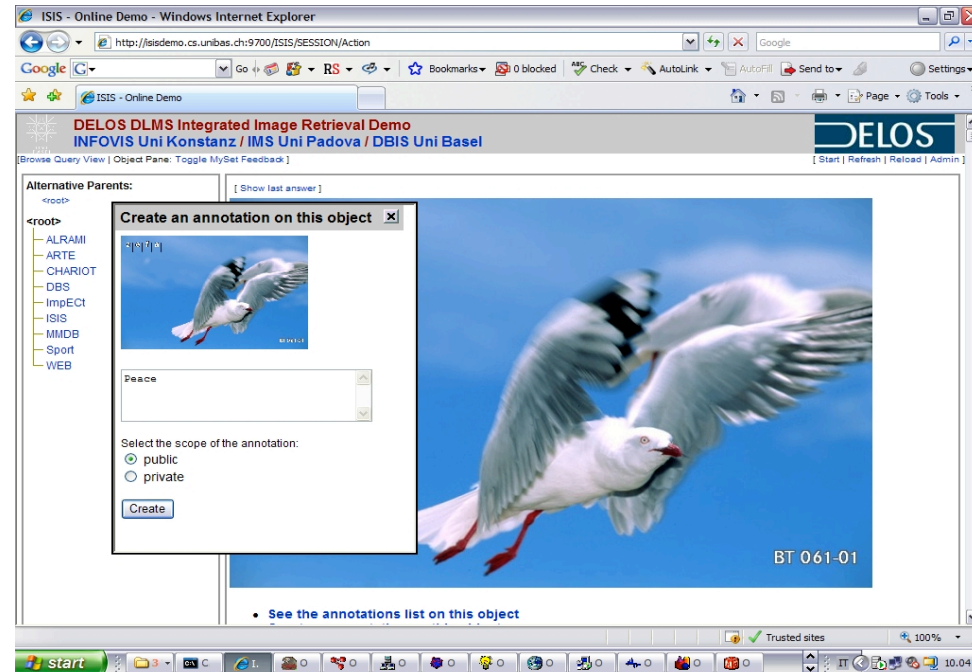 ISIS - Online Demo - Windows Internet Explorer
http://isisdemo.cs.unibas.ch:9700/ISIS/SESSION/Action
Google
Google G Go RS Bookmarks 0 blocked Check AutoLink AutoFill Send to Settings
ISIS - Online Demo
Page Tools
DELOS DLMS Integrated Image Retrieval Demo
INFOVIS Uni Konstanz / IMS Uni Padova / DBIS Uni Basel
DELOS
[Browse Query View | Object Pane: Toggle MySet Feedback ]
[ Start | Refresh | Reload | Admin ]
Alternative Parents:
<root>
<root>
ALRAMI
ARTE
CHARIOT
DBS
ImpECt
ISIS
MMDB
Sport
WEB
[ Show last answer ]
Create an annotation on this object
Peace
Select the scope of the annotation:
public
private
Create
BT 061-01
See the annotations list on this object
Trusted sites
100%
start
3
C
I.
O
O
O
O
O
O
O
O
O
O
IT
10.04